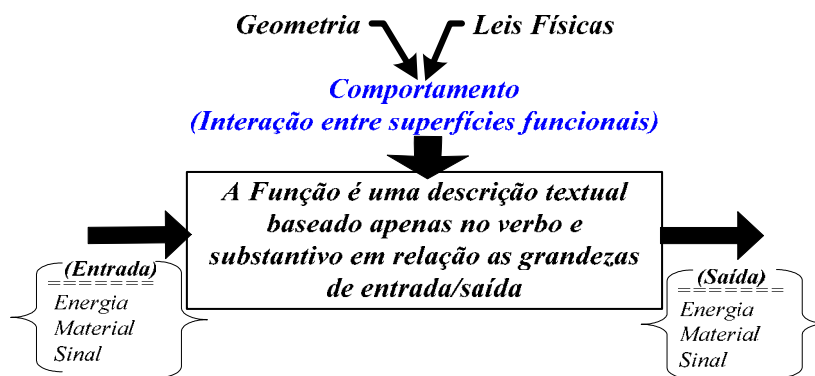 Geometria Leis Físicas
Comportamento
(Interação entre superfícies funcionais)
A Função é uma descrição textual
baseado apenas no verbo e
substantivo em relação as grandezas
de entrada/saída
(Entrada)
=======
Energia
Material
Sinal
(Saída)
=======
Energia
Material
Sinal